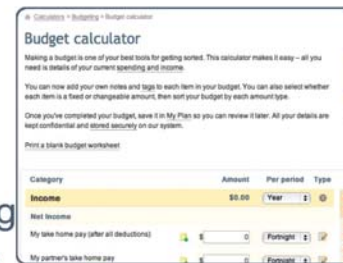 Calculators > Budgeting > Budget calculator
Budget calculator
Making a budget is one of your best tools for getting sorted. This calculator makes it easy – all you
need is details of your current spending and income.
You can now add your own notes and tags to each item in your budget. You can also select whether
each item is a fixed or changeable amount, then sort your budget by each amount type.
Once you've completed your budget, save it in My Plan so you can review it later. All your details are
kept confidential and stored securely on our system.
Print a blank budget worksheet
Category Amount Per period Type
Income $0.00 Year
Net Income
My take home pay (after all deductions) $ 0 Fortnight
My partner's take home pay $ 0 Fortnight
g